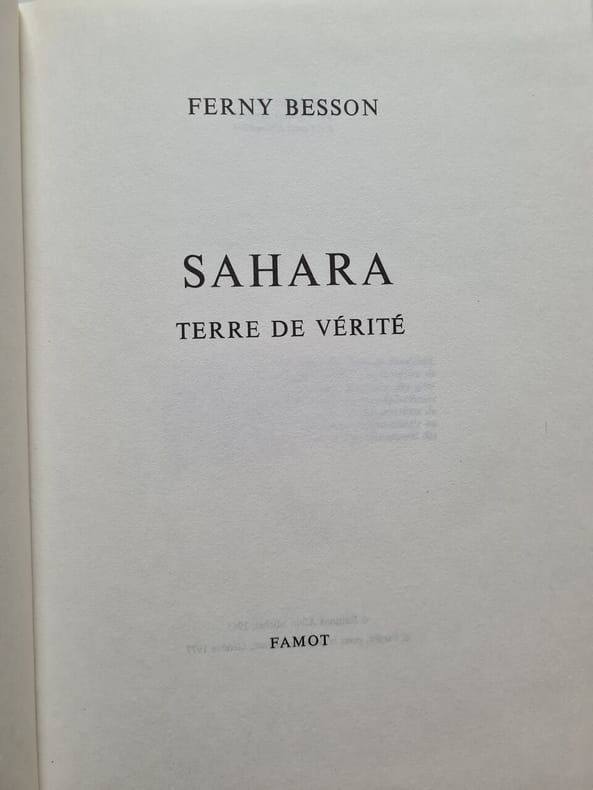 FERNY BESSON
SAHARA
TERRE DE VÉRITÉ
FAMOT